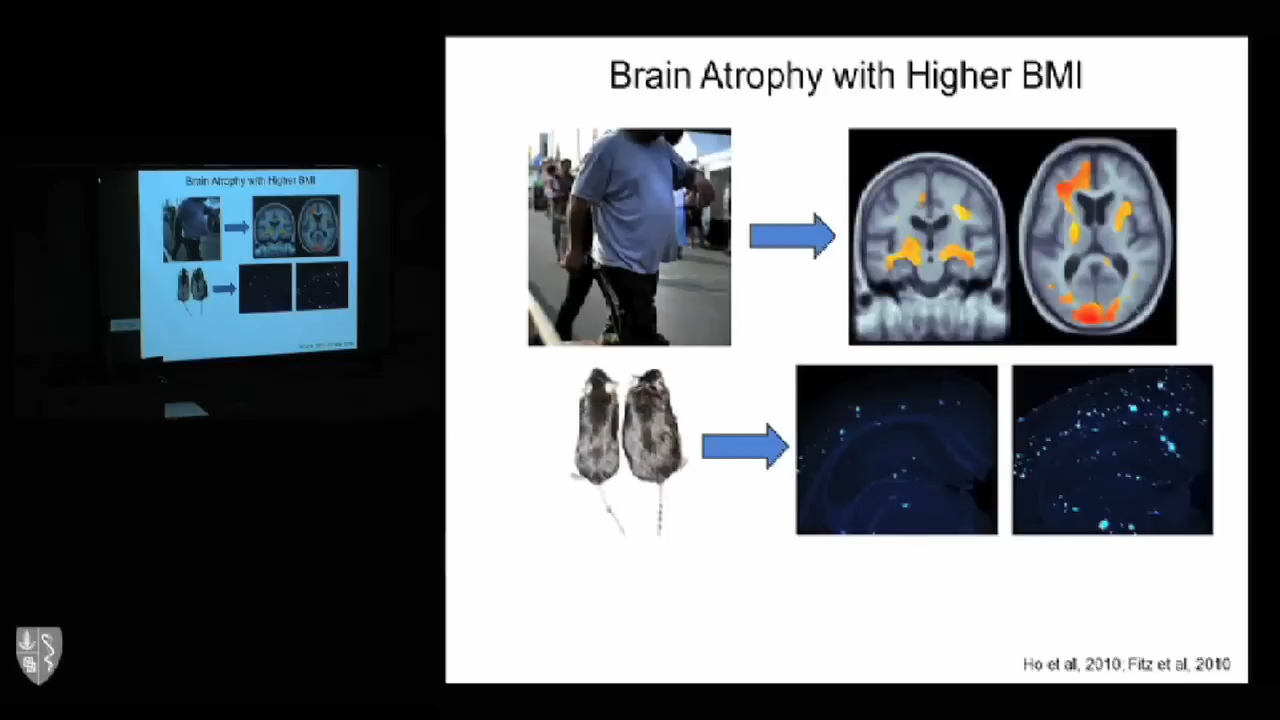 Brain Atrophy with Higher BMI
Brain Atrophy with Higher BMI
Ho et al, 2010; Fitz et al, 2010